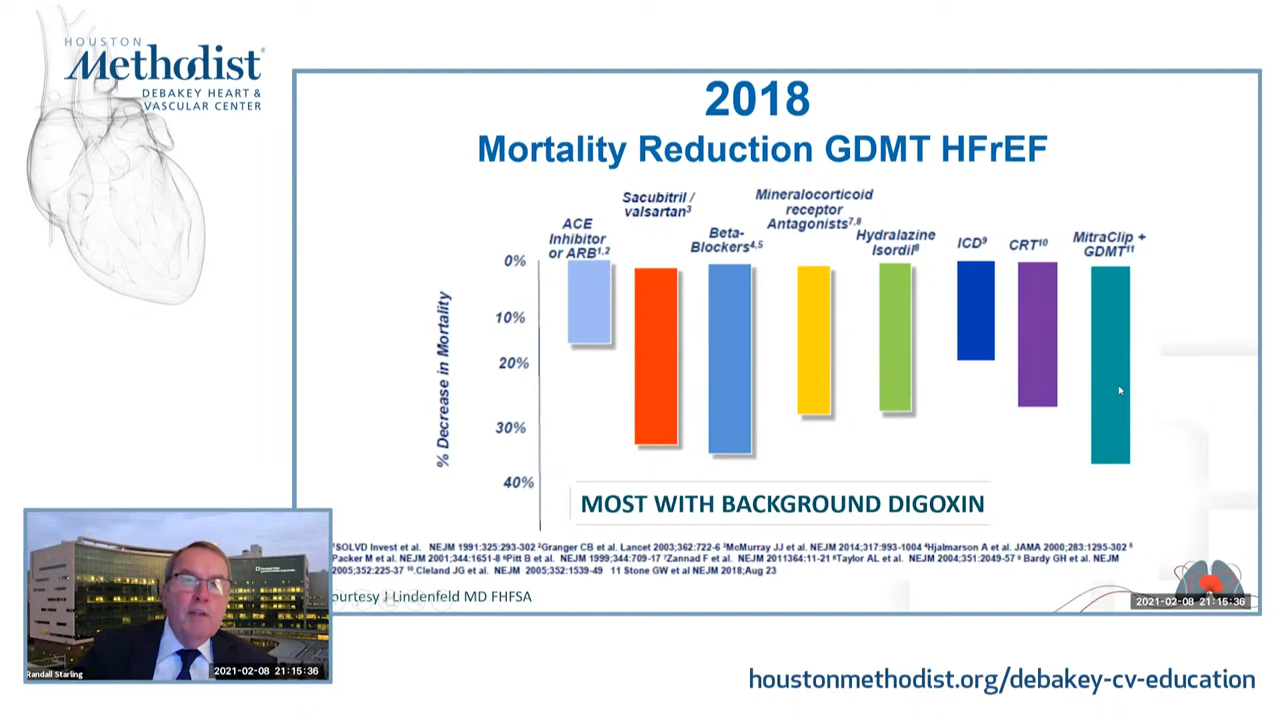 HOUSTON
Methodist
DEBAKEY HEART &
VASCULAR CENTER
2018
Mortality Reduction GDMT HFrEF
ACE
Inhibitor
or ARB1,2
Sacubitril /
valsartan3
Beta-
Blockers4,5
Mineralocorticoid
receptor
Antagonists7,8
Hydralazine
Isordil8
ICD9
CRT10
MitraClip +
GDMT11
% Decrease in Mortality
0%
10%
20%
30%
40%
MOST WITH BACKGROUND DIGOXIN
1SOLVD Invest et al. NEJM 1991:325:293-302 2Granger CB et al. Lancet 2003;362:722-6 3McMurray JJ et al. NEJM 2014;317:993-1004 4Hjalmarson A et al. JAMA 2000;283:1295-302 5
Packer M et al. NEJM 2001;344:1651-8 6Pitt B et al. NEJM 1999;344:709-17 7Zannad F et al. NEJM 2011364:11-21 8Taylor AL et al. NEJM 2004;351:2049-57 9 Bardy GH et al. NEJM
2005;352:225-37 10.Cleland JG et al. NEJM 2005;352:1539-49 11 Stone GW et al NEJM 2018;Aug 23
ourtesy J Lindenfeld MD FHFSA
2021-02-08 21:15:36
Randall Starling
2021-02-08 21:15:36
houstonmethodist.org/debakey-cv-education